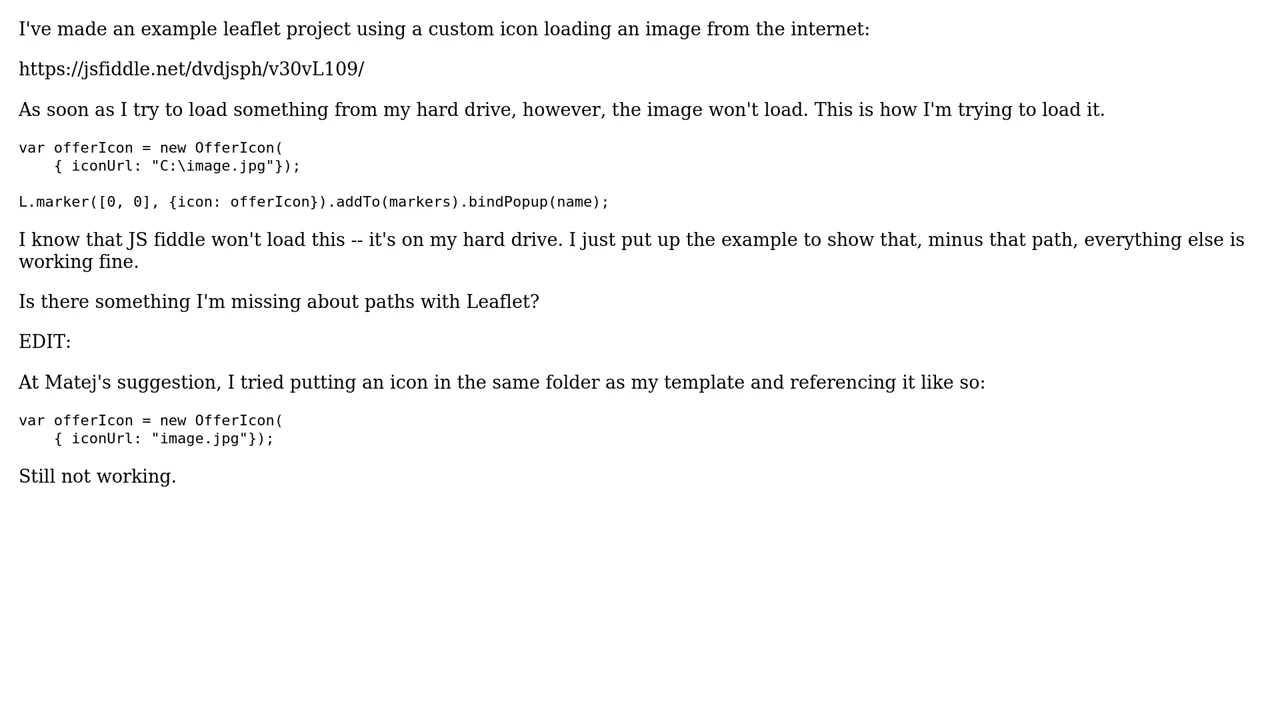 I've made an example leaflet project using a custom icon loading an image from the internet:
https://jsfiddle.net/dvdjsph/v30vL109/
As soon as I try to load something from my hard drive, however, the image won't load. This is how I'm trying to load it.
var offerIcon = new OfferIcon(
    { iconUrl: "C:\image.jpg"});
L.marker([0, 0], {icon: offerIcon}).addTo(markers).bindPopup(name);
I know that JS fiddle won't load this -- it's on my hard drive. I just put up the example to show that, minus that path, everything else is
working fine.
Is there something I'm missing about paths with Leaflet?
EDIT:
At Matej's suggestion, I tried putting an icon in the same folder as my template and referencing it like so:
var offerIcon = new OfferIcon(
    { iconUrl: "image.jpg"});
Still not working.